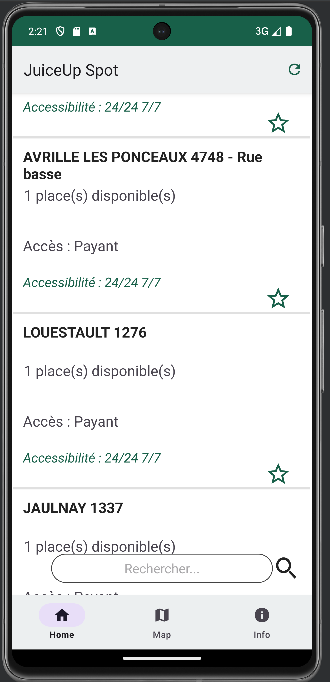 2:21
3G
JuiceUp Spot
Accessibilité : 24/24 7/7
AVRILLE LES PONCEAUX 4748 - Rue
basse
1 place(s) disponible(s)
Accès : Payant
Accessibilité : 24/24 7/7
LOUESTAULT 1276
1 place(s) disponible(s)
Accès : Payant
Accessibilité : 24/24 7/7
JAULNAY 1337
1 place(s) disponible(s)
Rechercher...
Accès : Payant
Home
Map
Info